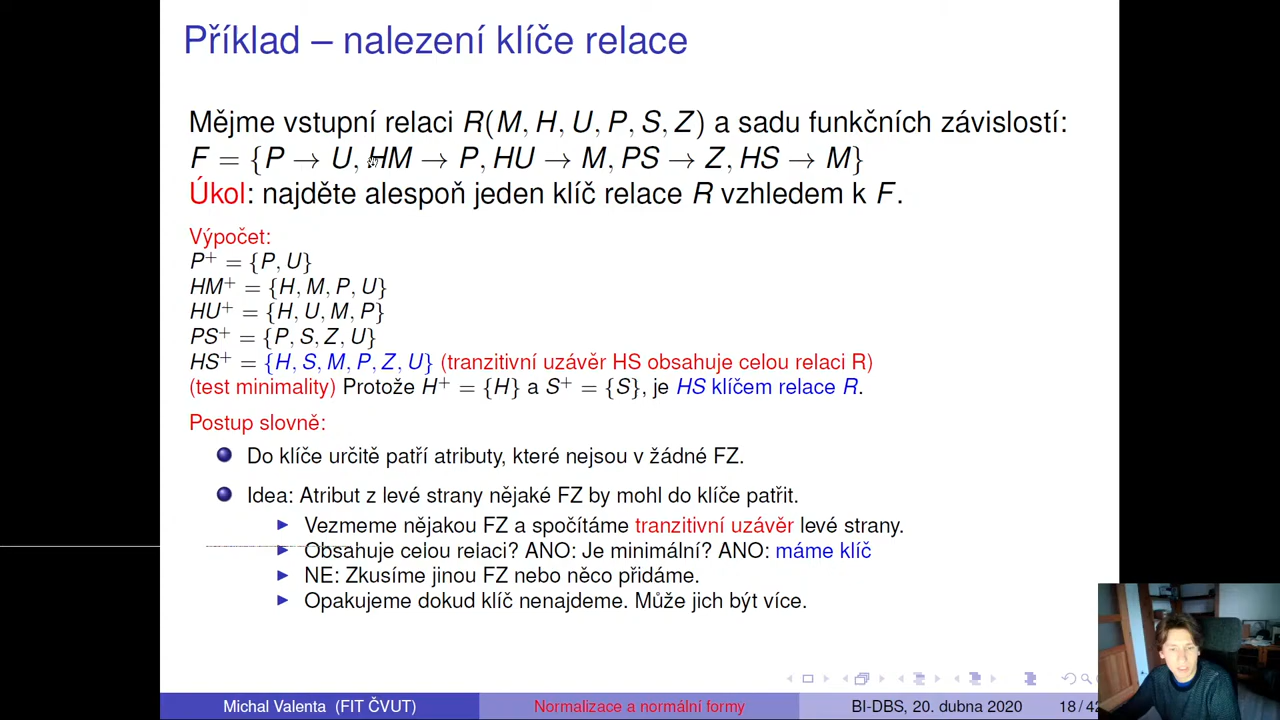 Příklad – nalezení klíče relace
Mějme vstupní relaci R(M, H, U, P, S, Z) a sadu funkčních závislostí:
F = {P → U, HM → P, HU → M, PS → Z, HS → M}
Úkol: najděte alespoň jeden klíč relace R vzhledem k F.
Výpočet:
P⁺ = {P, U}
HM⁺ = {H, M, P, U}
HU⁺ = {H, U, M, P}
PS⁺ = {P, S, Z, U}
HS⁺ = {H, S, M, P, Z, U} (tranzitivní uzávěr HS obsahuje celou relaci R)
(test minimality) Protože H⁺ = {H} a S⁺ = {S}, je HS klíčem relace R.
Postup slovně:
Do klíče určitě patří atributy, které nejsou v žádné FZ.
Idea: Atribut z levé strany nějaké FZ by mohl do klíče patřit.
Vezmeme nějakou FZ a spočítáme tranzitivní uzávěr levé strany.
Obsahuje celou relaci? ANO: Je minimální? ANO: máme klíč
NE: Zkusíme jinou FZ nebo něco přidáme.
Opakujeme dokud klíč nenajdeme. Může jich být více.
Michal Valenta (FIT ČVUT) Normalizace a normální formy BI-DBS, 20. dubna 2020 18 / 42